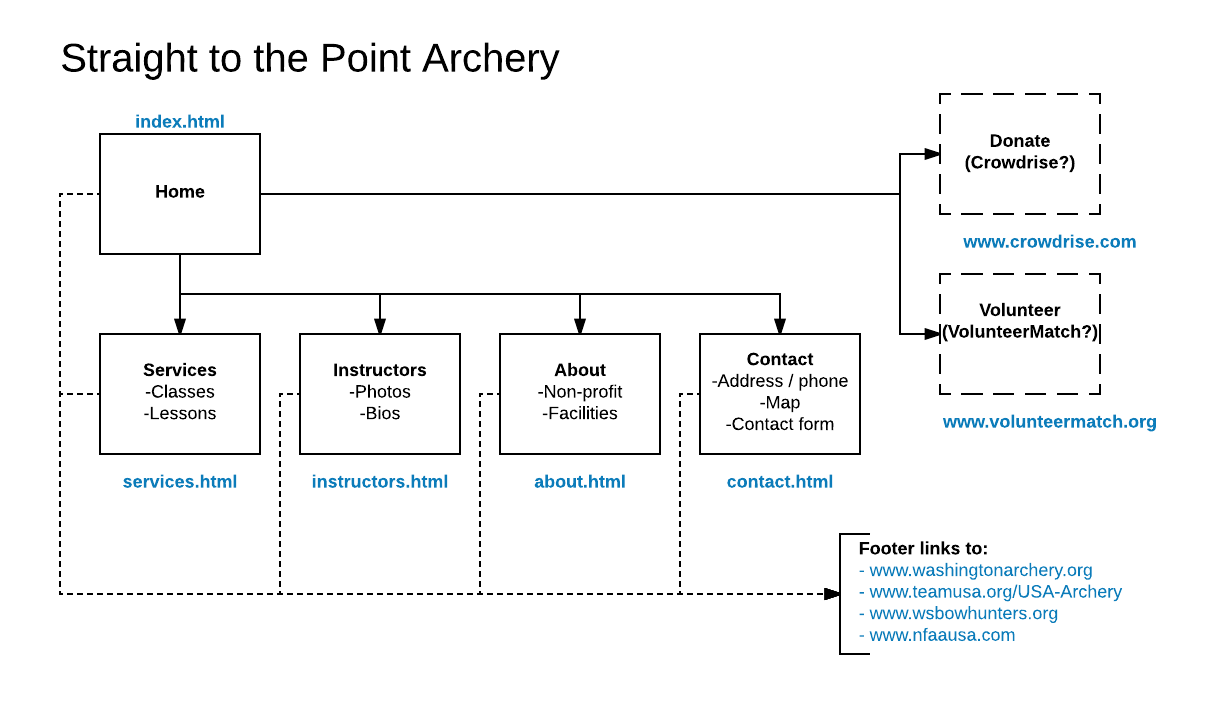 Straight to the Point Archery
index.html
Home
Donate
(Crowdrise?)
www.crowdrise.com
Volunteer
(VolunteerMatch?)
www.volunteermatch.org
Services
-Classes
-Lessons
services.html
Instructors
-Photos
-Bios
instructors.html
About
-Non-profit
-Facilities
about.html
Contact
-Address / phone
-Map
-Contact form
contact.html
Footer links to:
- www.washingtonarchery.org
- www.teamusa.org/USA-Archery
- www.wsbowhunters.org
- www.nfaausa.com